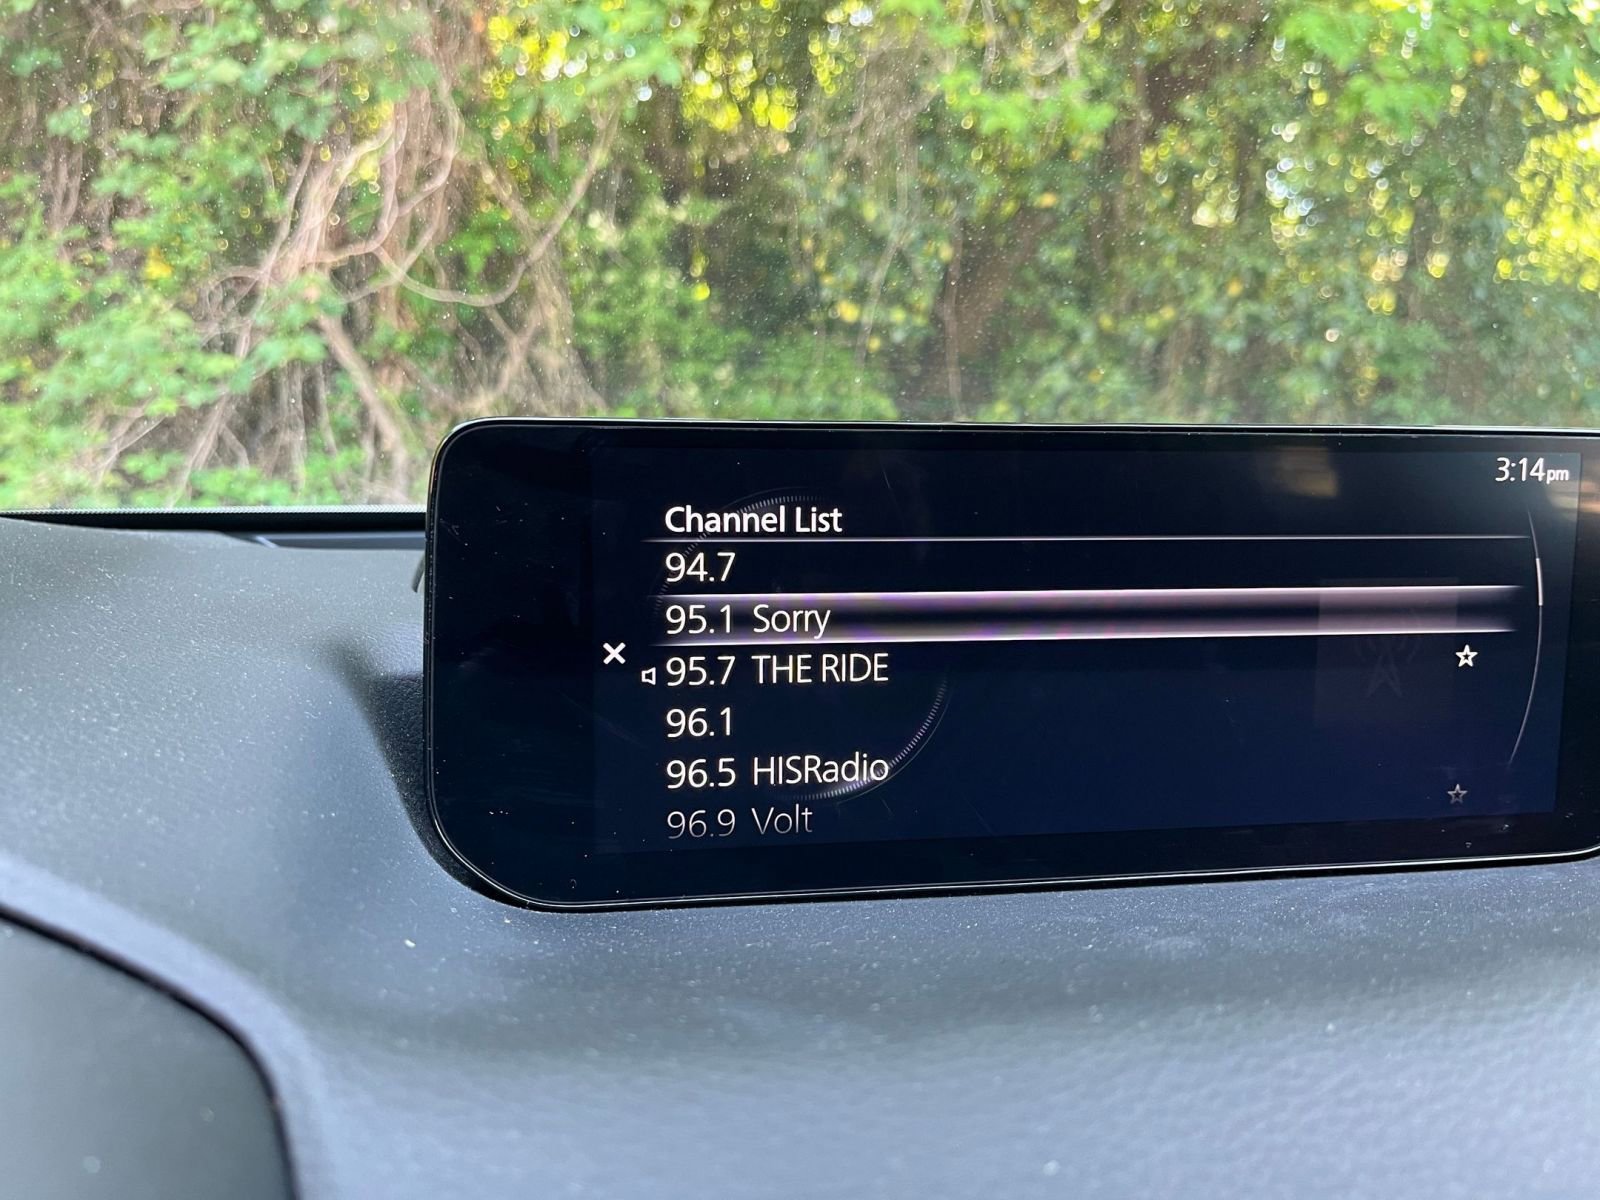 3:14pm
Channel List
94.7
95.1 Sorry
95.7 THE RIDE
96.1
96.5 HISRadio
96.9 Volt